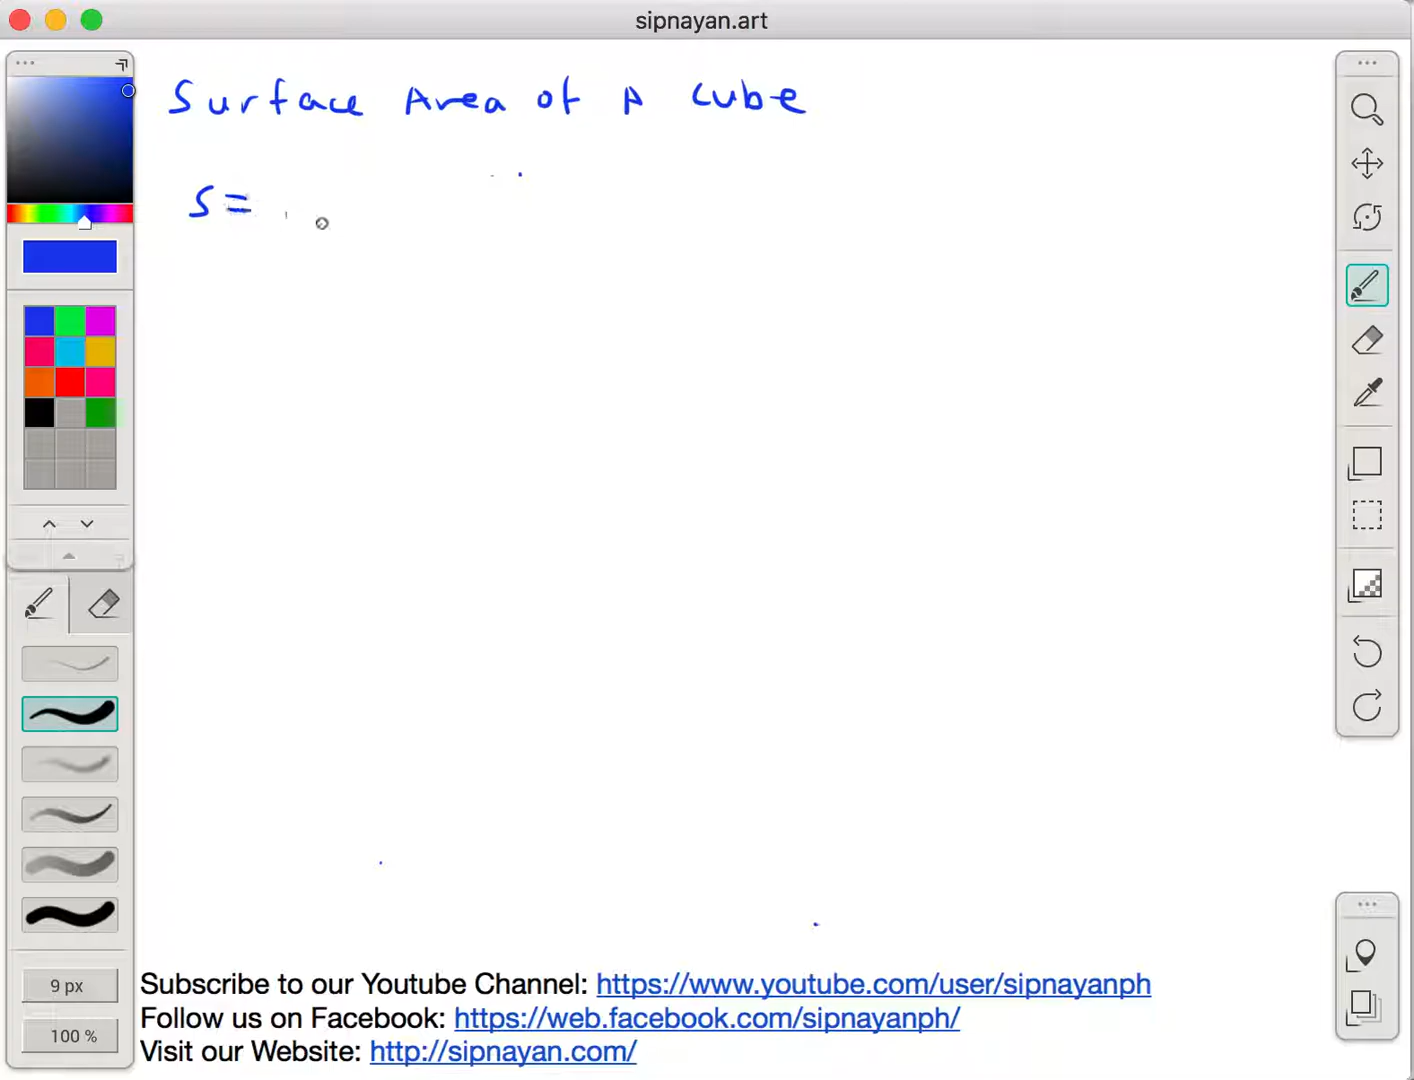 sipnayan.art
Surface Area of A cube
S=
9 px
100 %
Subscribe to our Youtube Channel: https://www.youtube.com/user/sipnayanph
Follow us on Facebook: https://web.facebook.com/sipnayanph/
Visit our Website: http://sipnayan.com/